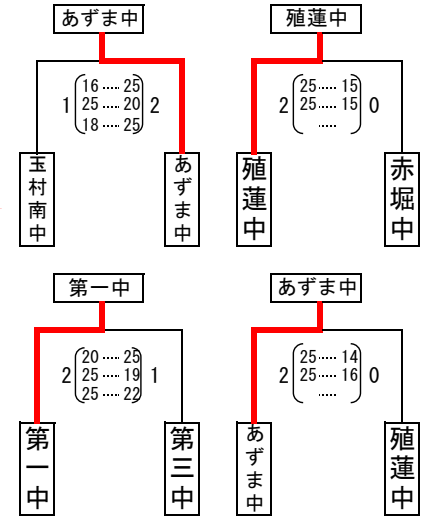 あずま中
1 16 ‥‥ 25 2
25 ‥‥ 20
18 ‥‥ 25
玉村南中
あずま中
殖蓮中
2 25 ‥‥ 15 0
25 ‥‥ 15
‥‥
殖蓮中
赤堀中
第一中
2 20 ‥‥ 25 1
25 ‥‥ 19
25 ‥‥ 22
第一中
第三中
あずま中
2 25 ‥‥ 14 0
25 ‥‥ 16
‥‥
あずま中
殖蓮中